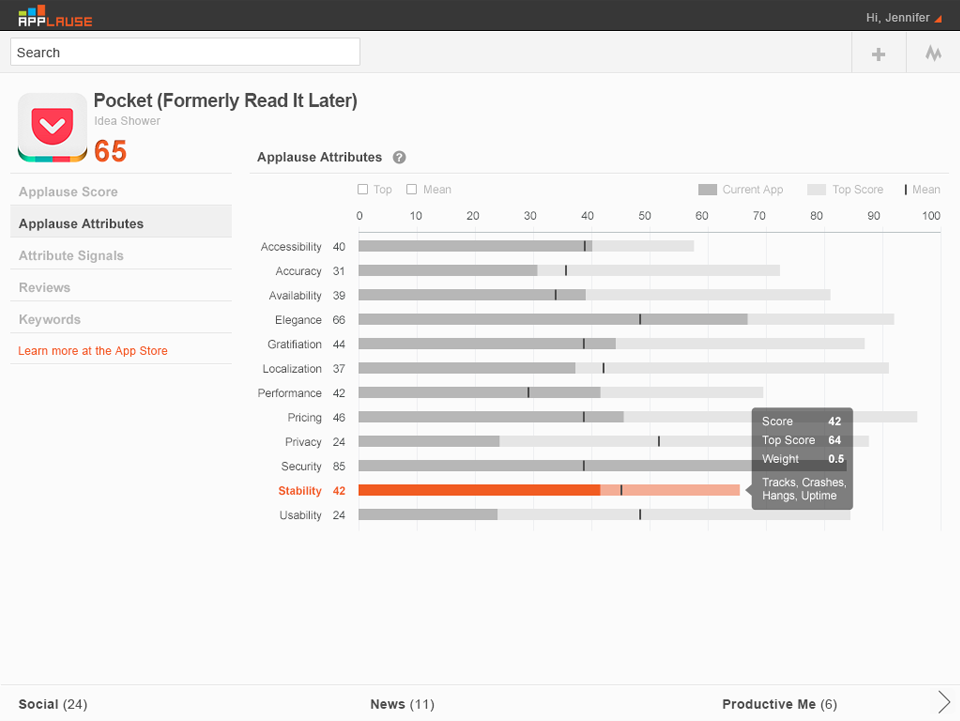 APPLAUSE
Hi, Jennifer
Search
Pocket (Formerly Read It Later)
Idea Shower
65
Applause Score
Applause Attributes
Attribute Signals
Reviews
Keywords
Learn more at the App Store
Applause Attributes ?
Top Mean Current App Top Score Mean
0 10 20 30 40 50 60 70 80 90 100
Accessibility 40
Accuracy 31
Availability 39
Elegance 66
Gratifiation 44
Localization 37
Performance 42
Pricing 46
Privacy 24
Security 85
Stability 42
Usability 24
Score 42
Top Score 64
Weight 0.5
Tracks, Crashes,
Hangs, Uptime
Social (24) News (11) Productive Me (6)